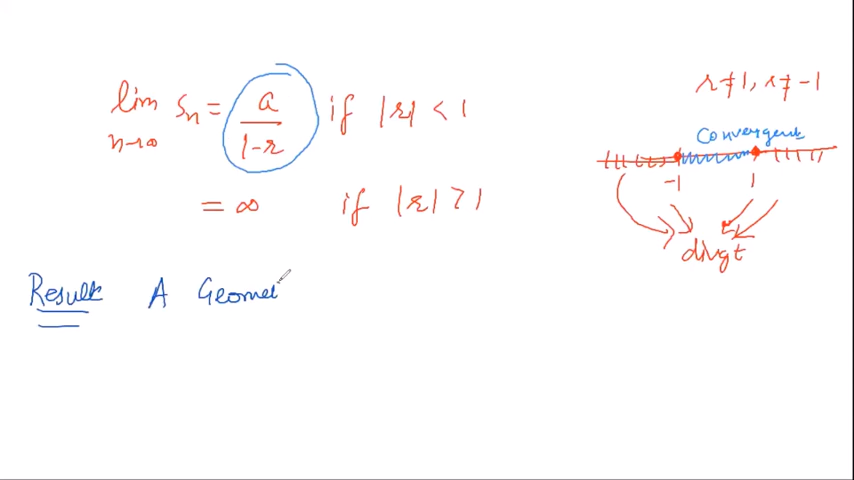 lim Sn = a/(1-r) if |r| < 1
n→∞
= ∞ if |r| > 1
r≠1, r≠-1
Convergent
-1 1
divgt
Result A Geomet